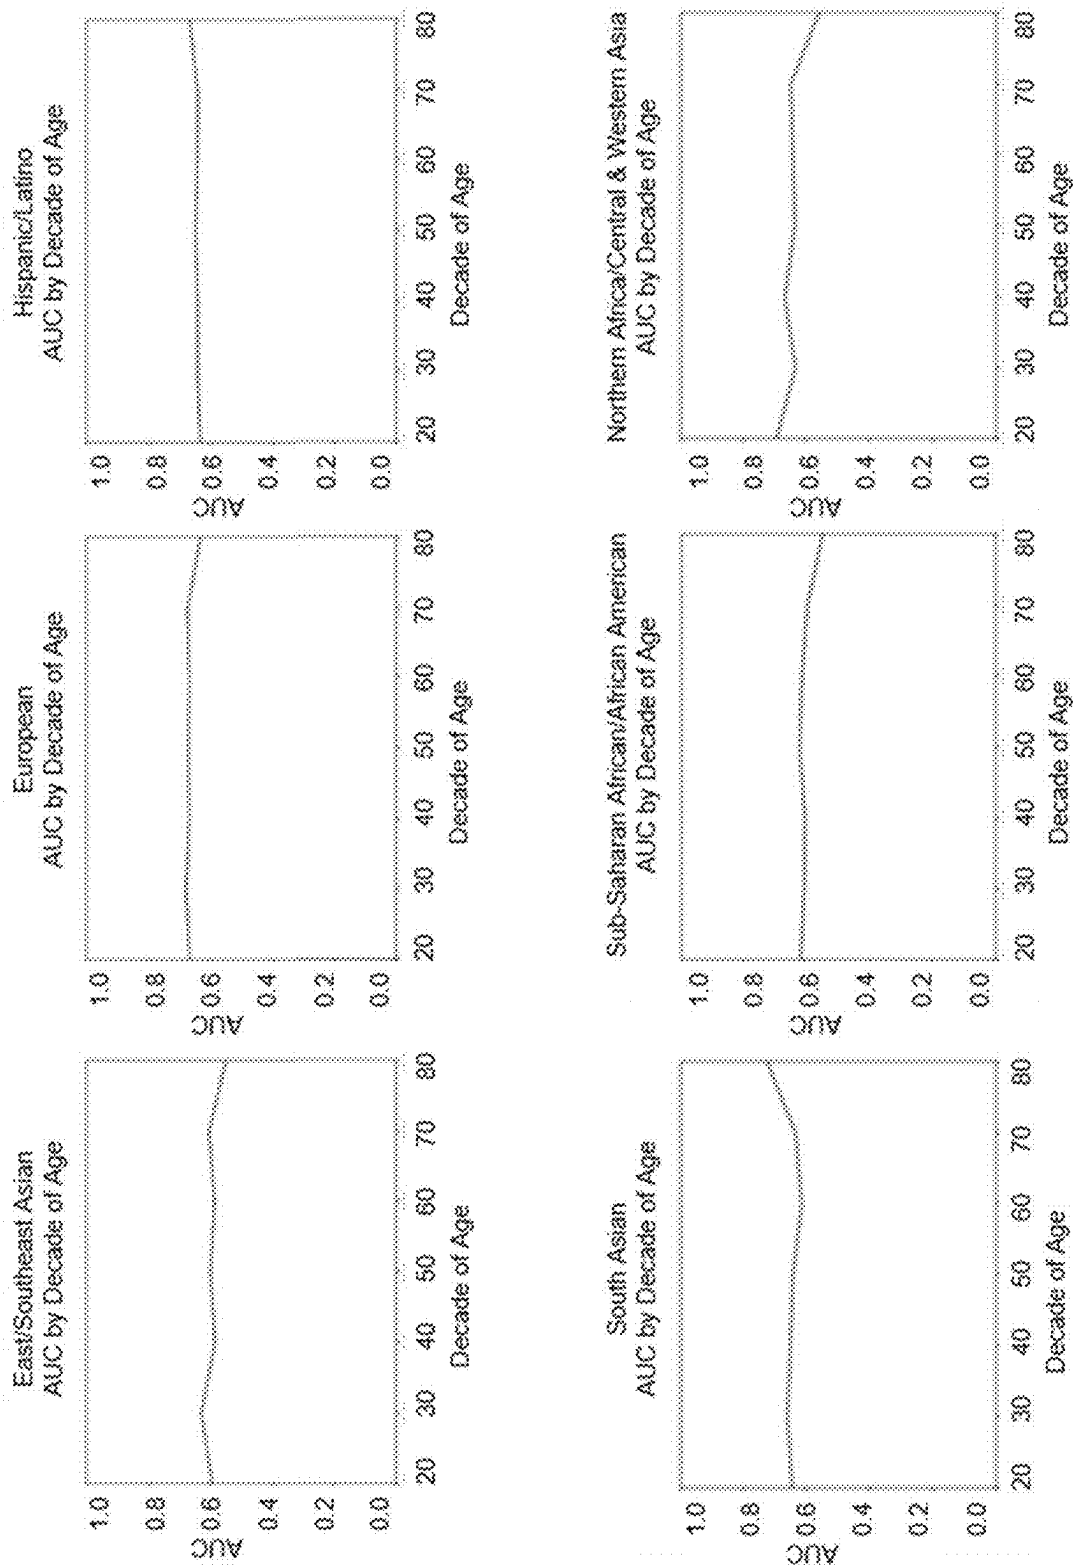 East/Southeast Asian
AUC by Decade of Age
AUC
1.0
0.8
0.6
0.4
0.2
0.0
20 30 40 50 60 70 80
Decade of Age
European
AUC by Decade of Age
AUC
1.0
0.8
0.6
0.4
0.2
0.0
20 30 40 50 60 70 80
Decade of Age
Hispanic/Latino
AUC by Decade of Age
AUC
1.0
0.8
0.6
0.4
0.2
0.0
20 30 40 50 60 70 80
Decade of Age
South Asian
AUC by Decade of Age
AUC
1.0
0.8
0.6
0.4
0.2
0.0
20 30 40 50 60 70 80
Decade of Age
Sub-Saharan African/African American
AUC by Decade of Age
AUC
1.0
0.8
0.6
0.4
0.2
0.0
20 30 40 50 60 70 80
Decade of Age
Northern Africa/Central & Western Asia
AUC by Decade of Age
AUC
1.0
0.8
0.6
0.4
0.2
0.0
20 30 40 50 60 70 80
Decade of Age